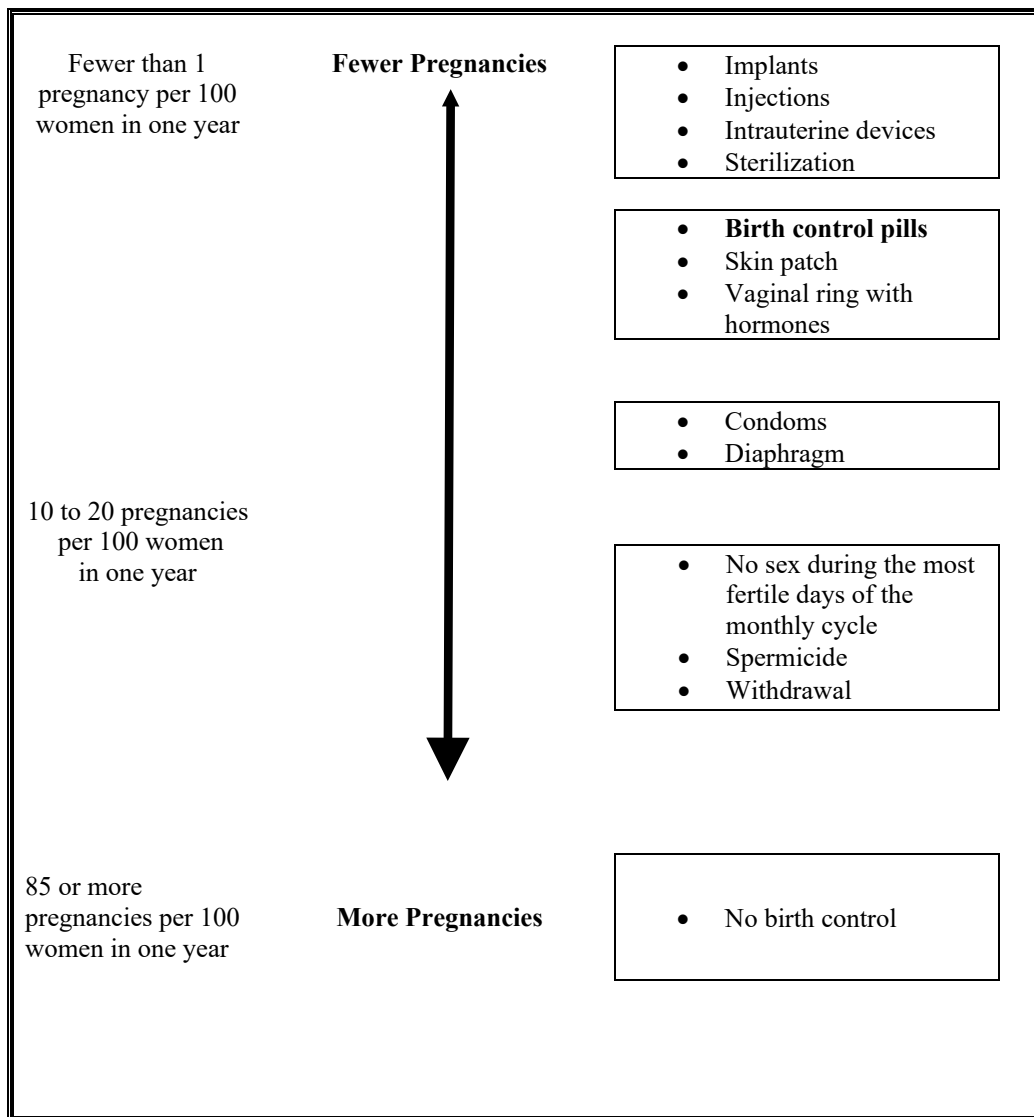 Fewer than 1
pregnancy per 100
women in one year
Fewer Pregnancies
• Implants
• Injections
• Intrauterine devices
• Sterilization
• Birth control pills
• Skin patch
• Vaginal ring with
hormones
• Condoms
• Diaphragm
10 to 20 pregnancies
per 100 women
in one year
• No sex during the most
fertile days of the
monthly cycle
• Spermicide
• Withdrawal
85 or more
pregnancies per 100
women in one year
More Pregnancies
• No birth control